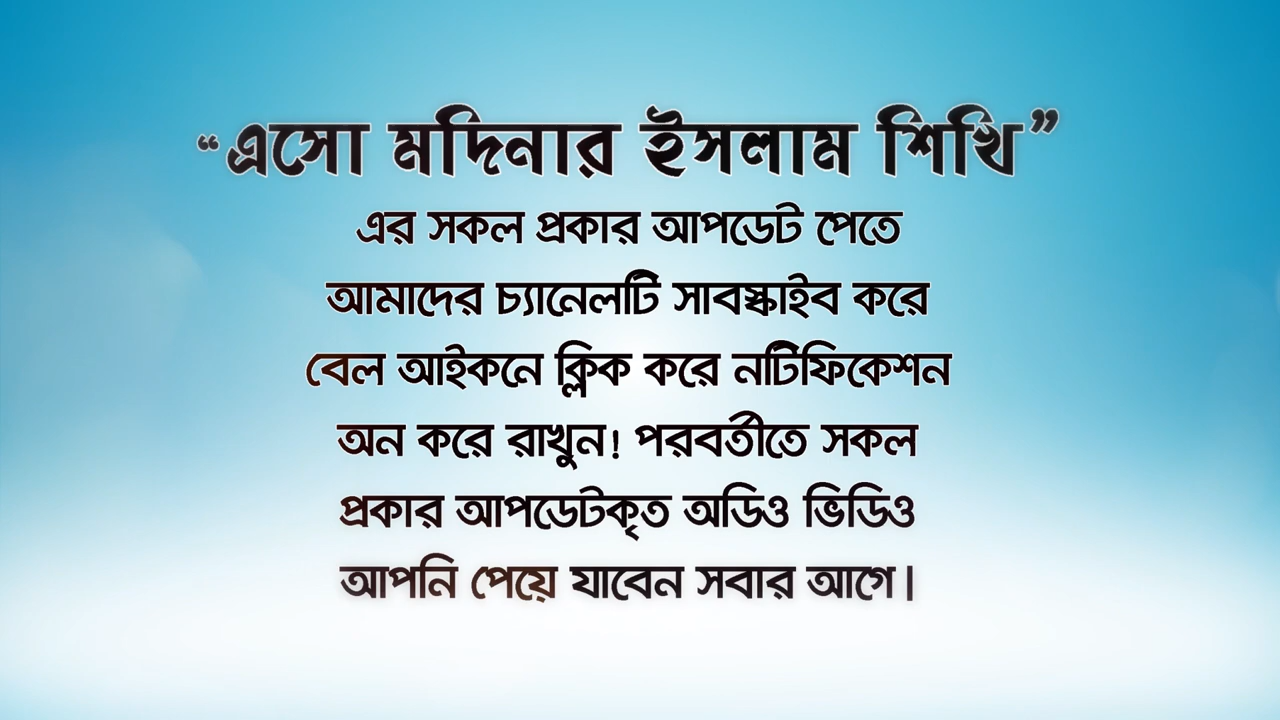 “এসো মদিনার ইসলাম শিখি”
এর সকল প্রকার আপডেট পেতে
আমাদের চ্যানেলটি সাবস্ক্রাইব করে
বেল আইকনে ক্লিক করে নটিফিকেশন
অন করে রাখুন! পরবর্তীতে সকল
প্রকার আপডেটকৃত অডিও ভিডিও
আপনি পেয়ে যাবেন সবার আগে।